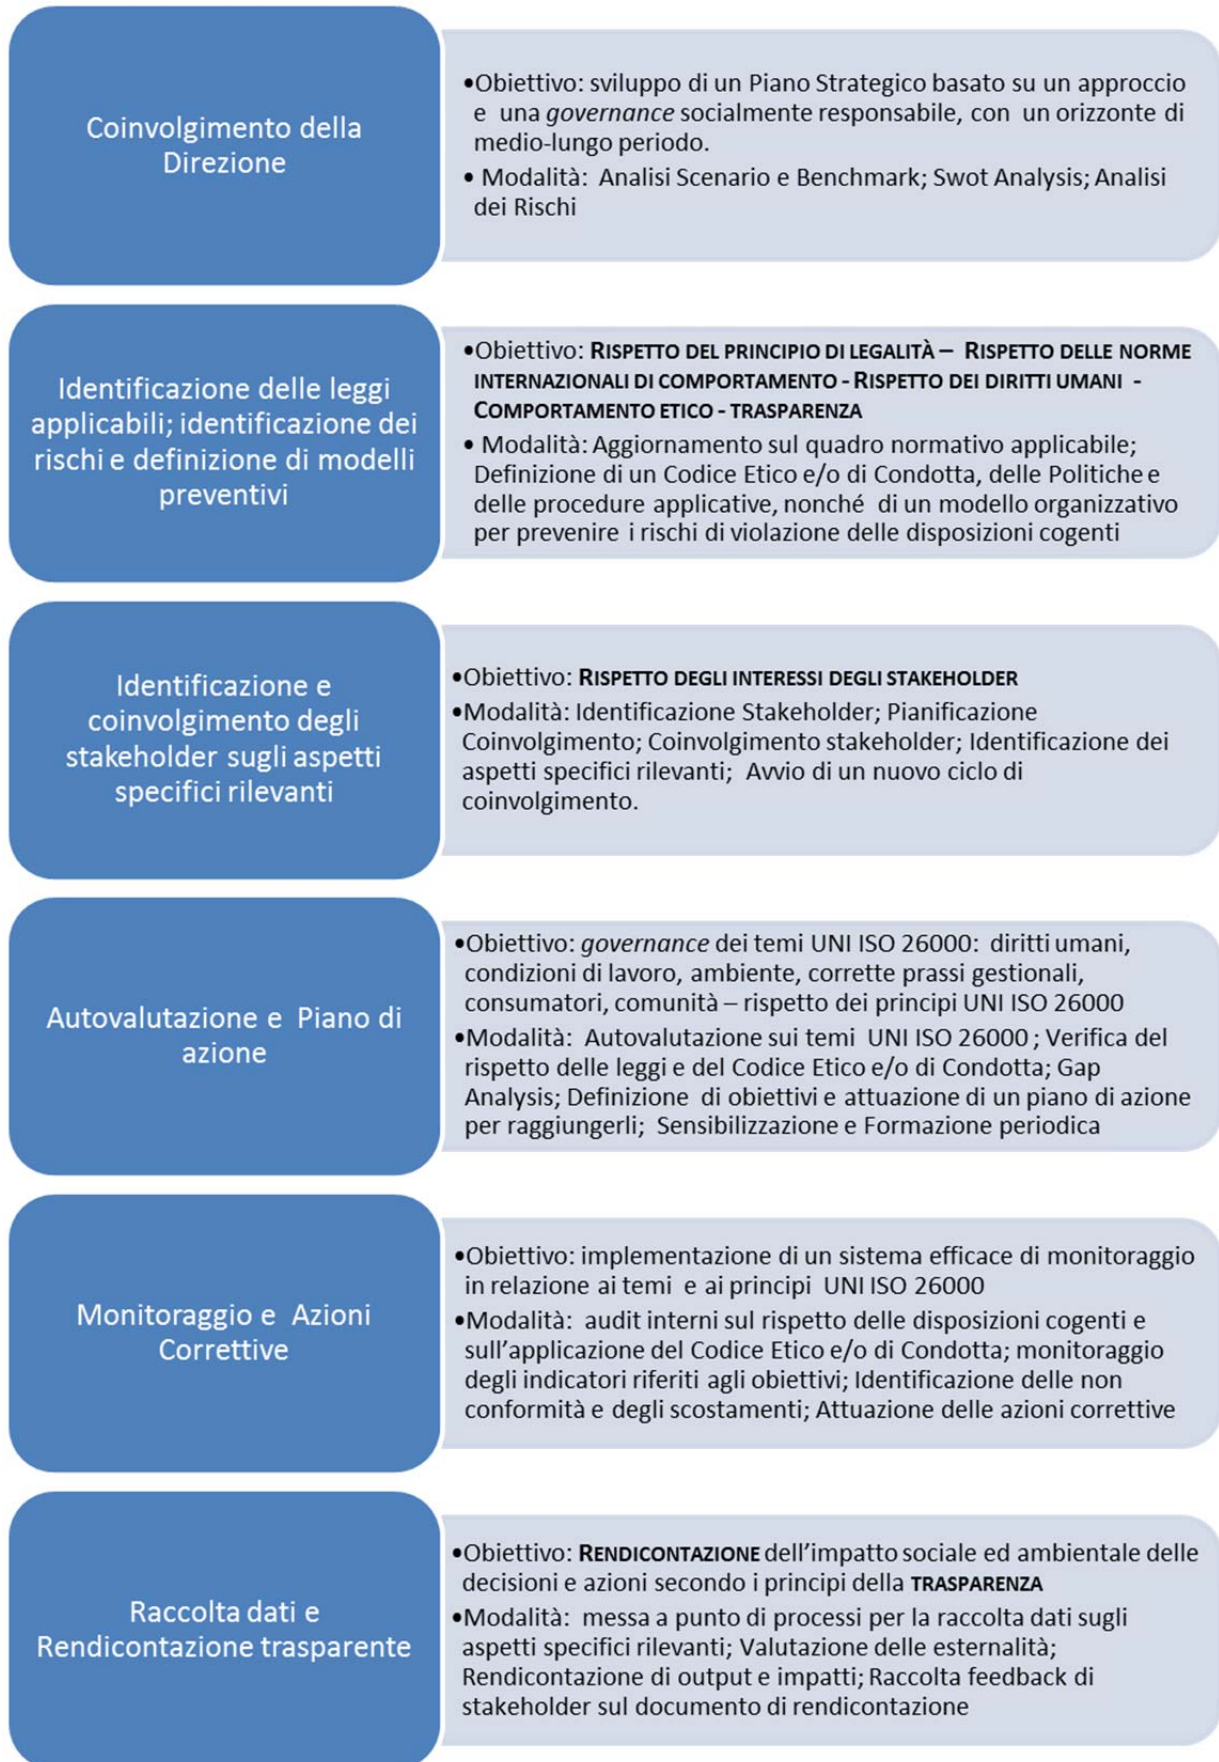 Coinvolgimento della
Direzione
•Obiettivo: sviluppo di un Piano Strategico basato su un approccio
e una governance socialmente responsabile, con un orizzonte di
medio-lungo periodo.
• Modalità: Analisi Scenario e Benchmark; Swot Analysis; Analisi
dei Rischi
Identificazione delle leggi
applicabili; identificazione dei
rischi e definizione di modelli
preventivi
•Obiettivo: RISPETTO DEL PRINCIPIO DI LEGALITÀ – RISPETTO DELLE NORME
INTERNAZIONALI DI COMPORTAMENTO - RISPETTO DEI DIRITTI UMANI -
COMPORTAMENTO ETICO - TRASPARENZA
• Modalità: Aggiornamento sul quadro normativo applicabile;
Definizione di un Codice Etico e/o di Condotta, delle Politiche e
delle procedure applicative, nonché di un modello organizzativo
per prevenire i rischi di violazione delle disposizioni cogenti
Identificazione e
coinvolgimento degli
stakeholder sugli aspetti
specifici rilevanti
•Obiettivo: RISPETTO DEGLI INTERESSI DEGLI STAKEHOLDER
•Modalità: Identificazione Stakeholder; Pianificazione
Coinvolgimento; Coinvolgimento stakeholder; Identificazione dei
aspetti specifici rilevanti; Avvio di un nuovo ciclo di
coinvolgimento.
Autovalutazione e Piano di
azione
•Obiettivo: governance dei temi UNI ISO 26000: diritti umani,
condizioni di lavoro, ambiente, corrette prassi gestionali,
consumatori, comunità – rispetto dei principi UNI ISO 26000
•Modalità: Autovalutazione sui temi UNI ISO 26000 ; Verifica del
rispetto delle leggi e del Codice Etico e/o di Condotta; Gap
Analysis; Definizione di obiettivi e attuazione di un piano di azione
per raggiungerli; Sensibilizzazione e Formazione periodica
Monitoraggio e Azioni
Correttive
•Obiettivo: implementazione di un sistema efficace di monitoraggio
in relazione ai temi e ai principi UNI ISO 26000
•Modalità: audit interni sul rispetto delle disposizioni cogenti e
sull’applicazione del Codice Etico e/o di Condotta; monitoraggio
degli indicatori riferiti agli obiettivi; Identificazione delle non
conformità e degli scostamenti; Attuazione delle azioni correttive
Raccolta dati e
Rendicontazione trasparente
•Obiettivo: RENDICONTAZIONE dell’impatto sociale ed ambientale delle
decisioni e azioni secondo i principi della TRASPARENZA
•Modalità: messa a punto di processi per la raccolta dati sugli
aspetti specifici rilevanti; Valutazione delle esternalità;
Rendicontazione di output e impatti; Raccolta feedback di
stakeholder sul documento di rendicontazione